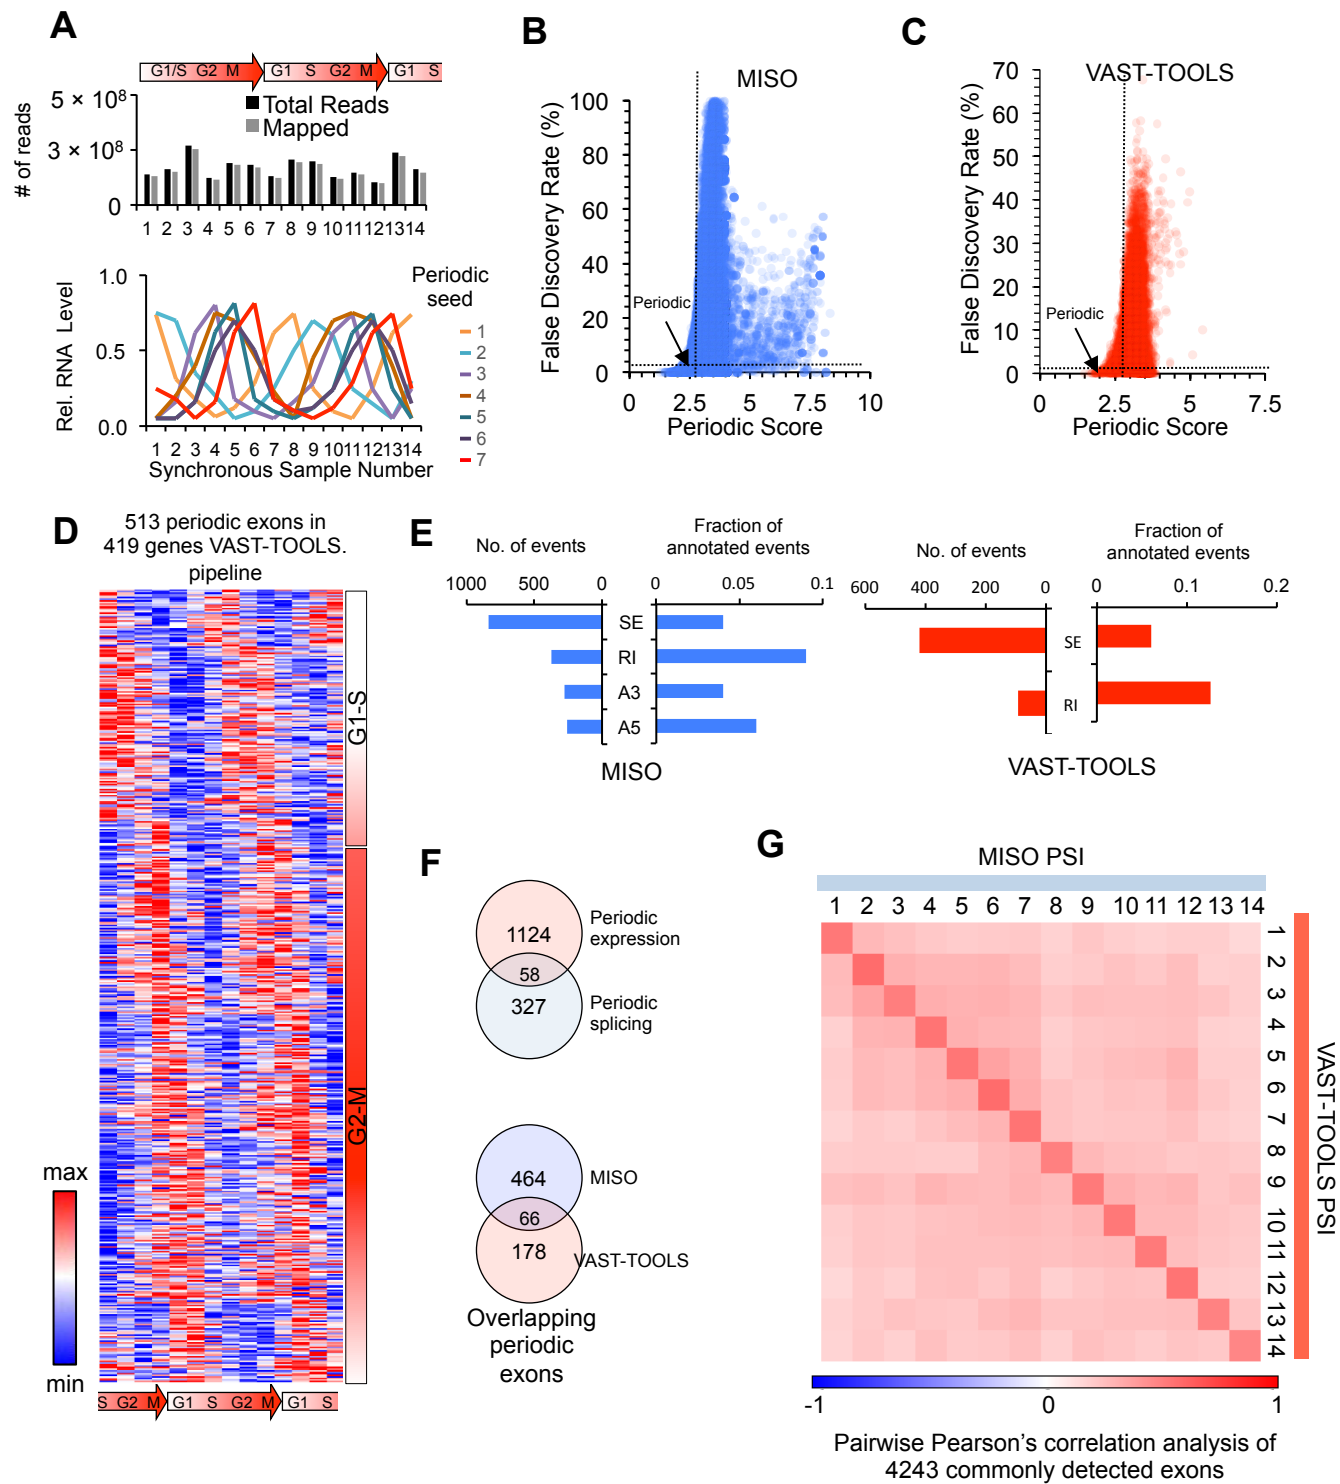 A
G1/S G2 M G1 S G2 M G1 S
5 × 10⁸
3 × 10⁸
0
# of reads
Total Reads
Mapped
1 2 3 4 5 6 7 8 9 10 11 12 13 14
1.0
0.5
0.0
Rel. RNA Level
1 2 3 4 5 6 7 8 9 10 11 12 13 14
Synchronous Sample Number
Periodic
seed
1
2
3
4
5
6
7
B
MISO
100
80
60
40
20
0
False Discovery Rate (%)
Periodic
0 2.5 5 7.5 10
Periodic Score
C
VAST-TOOLS
70
60
50
40
30
20
10
0
False Discovery Rate (%)
Periodic
0 2.5 5 7.5
Periodic Score
D
513 periodic exons in
419 genes VAST-TOOLS.
pipeline
G1-S
G2-M
max
min
S G2 M G1 S G2 M G1 S
E
No. of events
Fraction of
annotated events
1000 500 0
0 0.05 0.1
SE
RI
A3
A5
MISO
No. of events
Fraction of
annotated events
600 400 200 0
0 0.1 0.2
SE
RI
VAST-TOOLS
F
1124
58
327
Periodic
expression
Periodic
splicing
464
66
178
MISO
VAST-TOOLS
Overlapping
periodic
exons
G
MISO PSI
1 2 3 4 5 6 7 8 9 10 11 12 13 14
1
2
3
4
5
6
7
8
9
10
11
12
13
14
VAST-TOOLS PSI
-1 0 1
Pairwise Pearson's correlation analysis of
4243 commonly detected exons